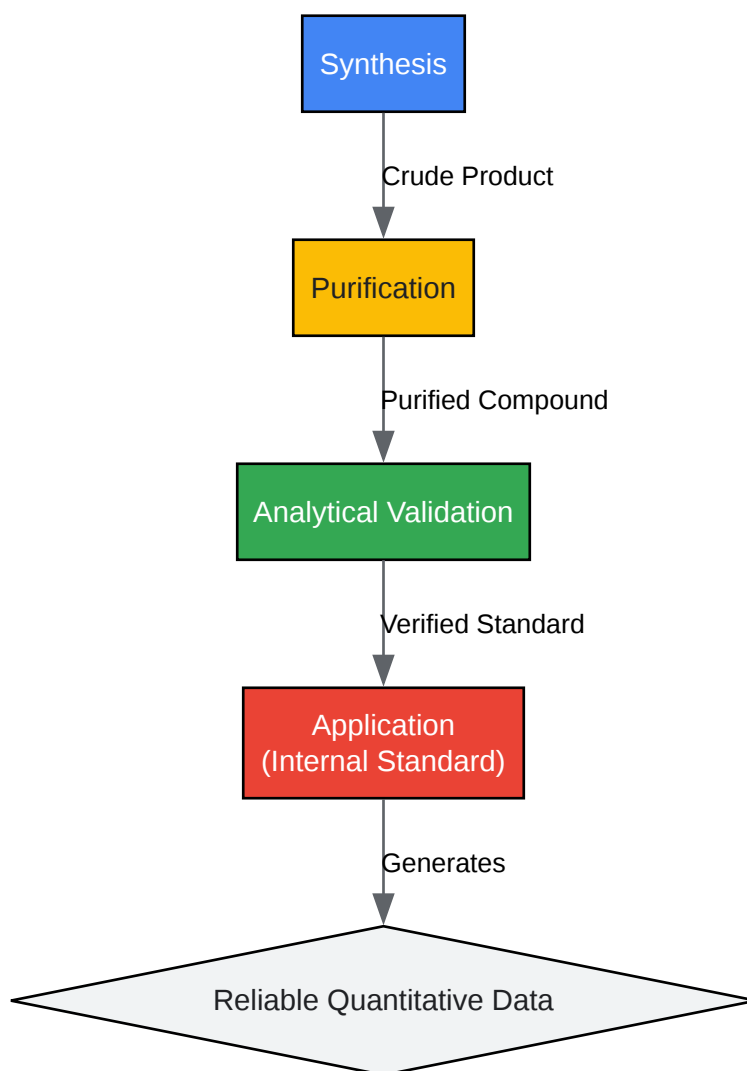 Synthesis
Crude Product
Purification
Purified Compound
Analytical Validation
Verified Standard
Application
(Internal Standard)
Generates
Reliable Quantitative Data